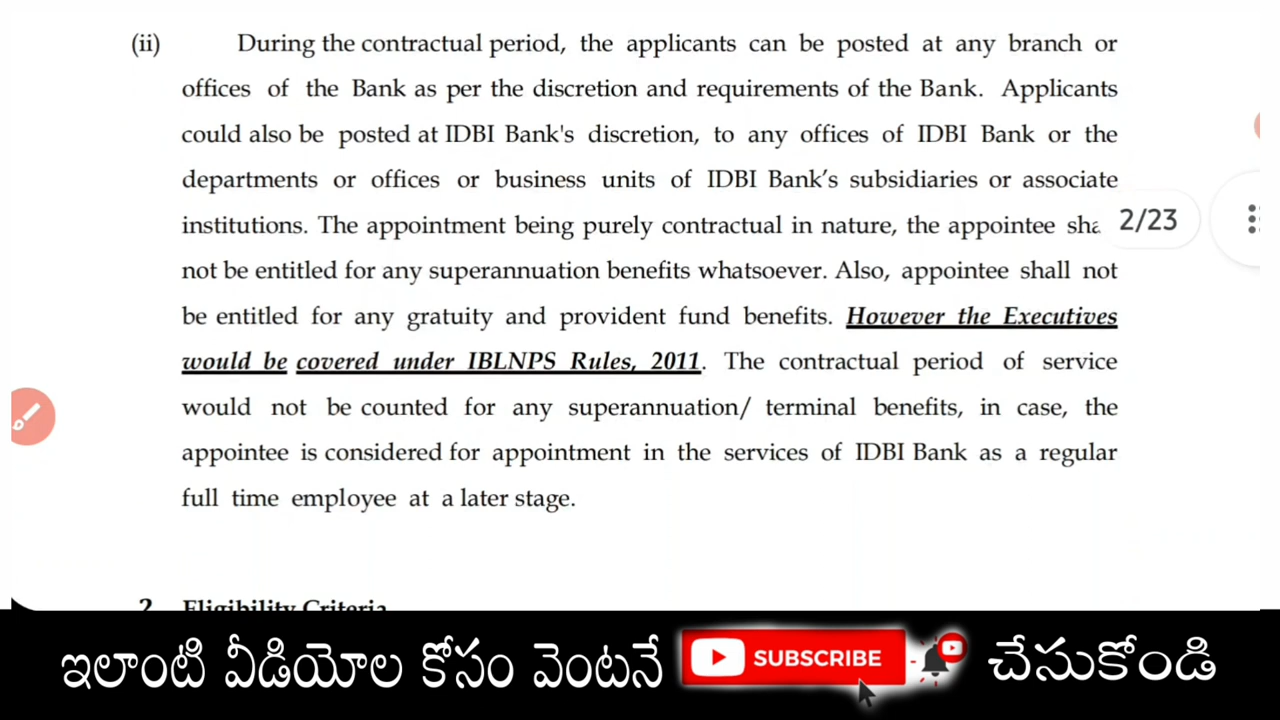 (ii) During the contractual period, the applicants can be posted at any branch or
offices of the Bank as per the discretion and requirements of the Bank. Applicants
could also be posted at IDBI Bank's discretion, to any offices of IDBI Bank or the
departments or offices or business units of IDBI Bank’s subsidiaries or associate
institutions. The appointment being purely contractual in nature, the appointee sha
2/23
not be entitled for any superannuation benefits whatsoever. Also, appointee shall not
be entitled for any gratuity and provident fund benefits. However the Executives
would be covered under IBLNPS Rules, 2011. The contractual period of service
would not be counted for any superannuation/ terminal benefits, in case, the
appointee is considered for appointment in the services of IDBI Bank as a regular
full time employee at a later stage.
2 Eligibility Criteria
ఇలాంటి వీడియోల కోసం వెంటనే SUBSCRIBE చేసుకోండి